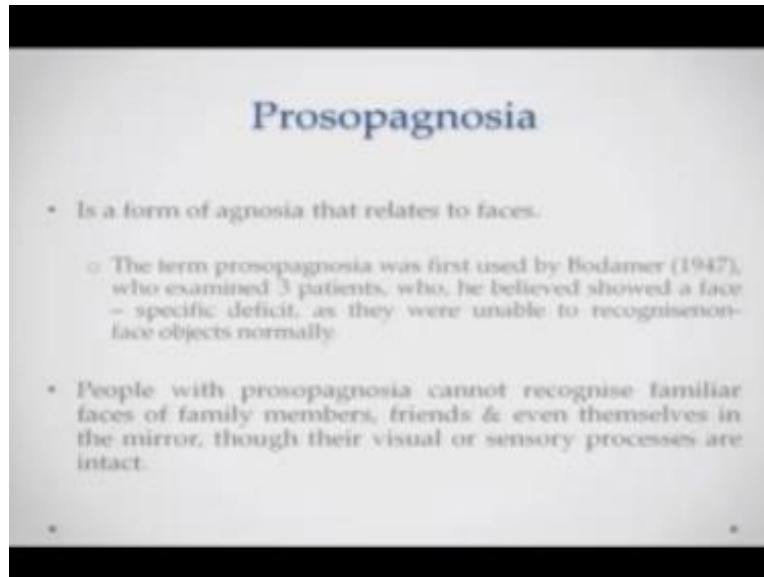 Prosopagnosia
• Is a form of agnosia that relates to faces.
o The term prosopagnosia was first used by Bodamer (1947),
who examined 3 patients, who, he believed showed a face
– specific deficit, as they were unable to recognisenon-
face objects normally.
• People with prosopagnosia cannot recognise familiar
faces of family members, friends & even themselves in
the mirror, though their visual or sensory processes are
intact.